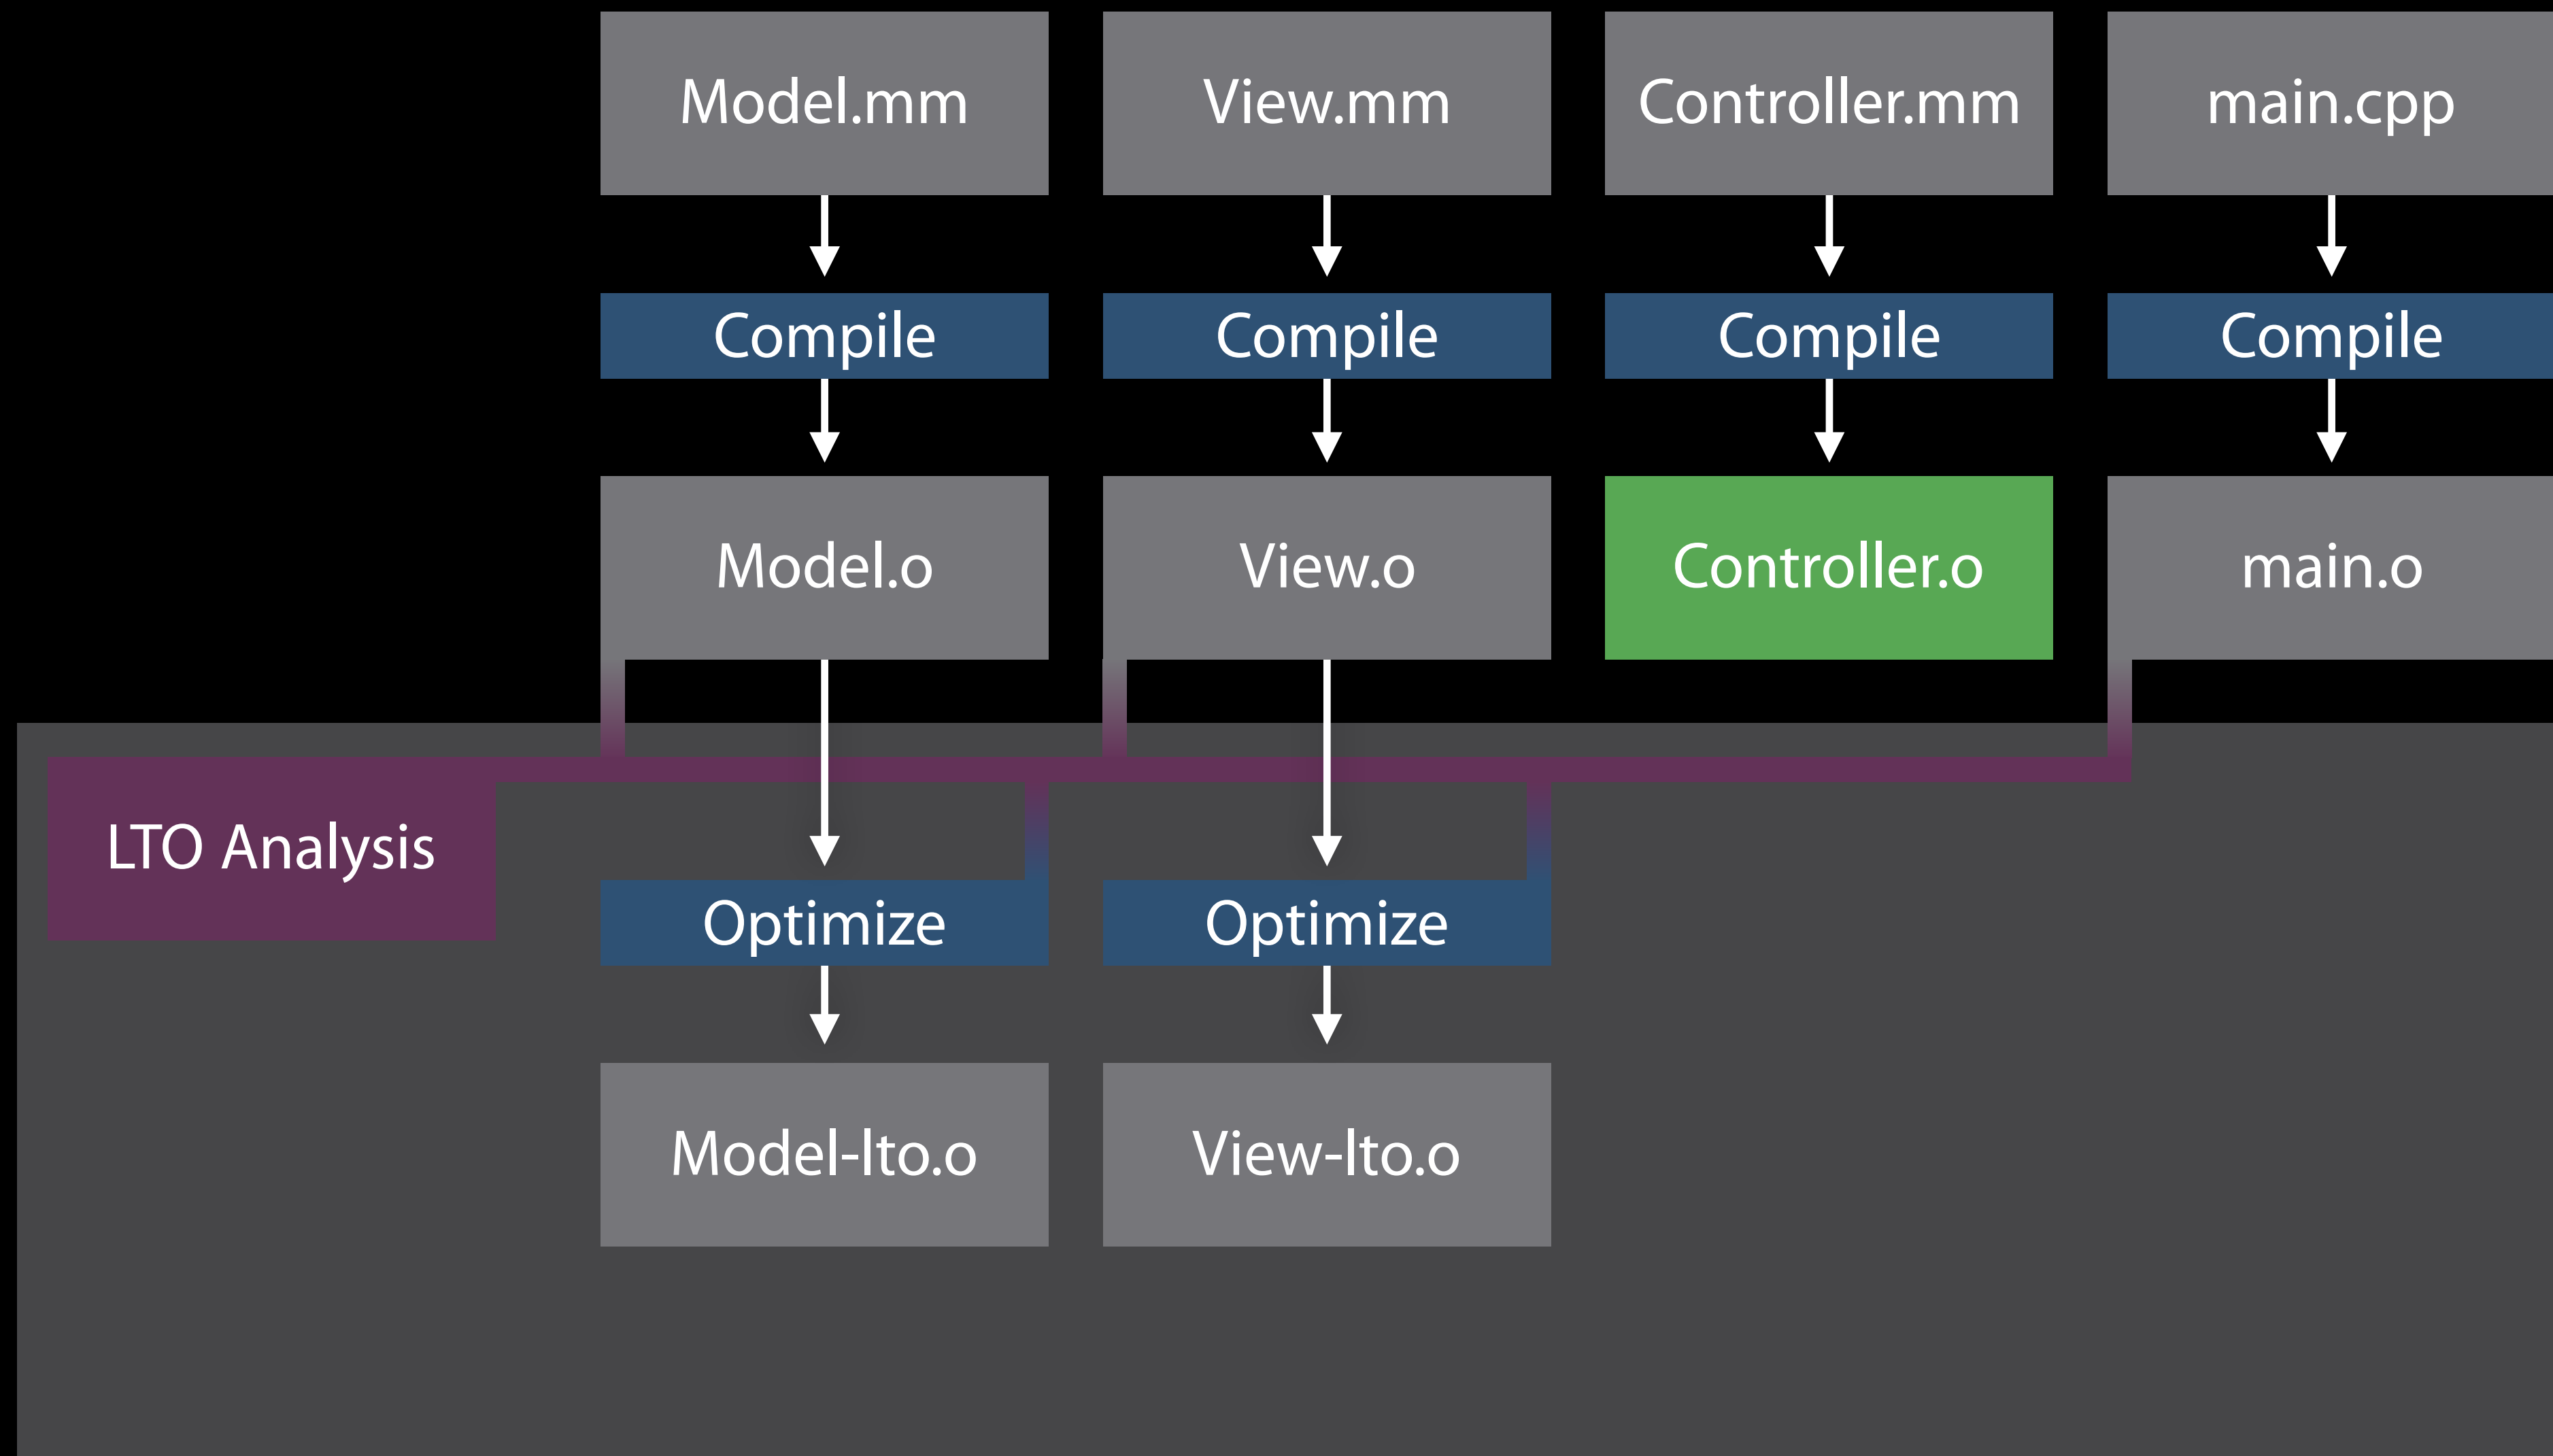 Model.mm
View.mm
Controller.mm
main.cpp
Compile
Compile
Compile
Compile
Model.o
View.o
Controller.o
main.o
LTO Analysis
Optimize
Optimize
Model-lto.o
View-lto.o